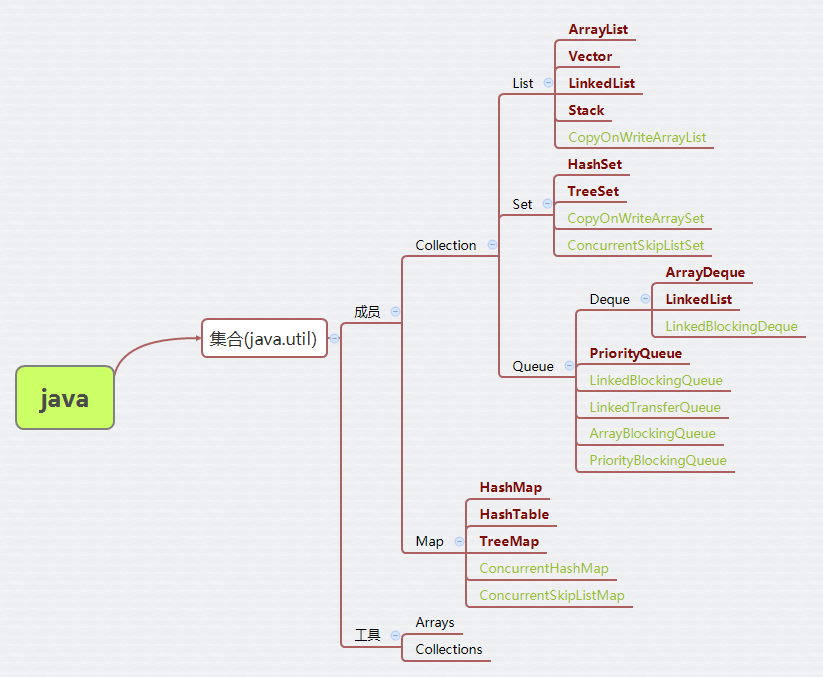 java
集合(java.util)
成员
Collection
List
ArrayList
Vector
LinkedList
Stack
CopyOnWriteArrayList
Set
HashSet
TreeSet
CopyOnWriteArraySet
ConcurrentSkipListSet
Queue
Deque
ArrayDeque
LinkedList
LinkedBlockingDeque
PriorityQueue
LinkedBlockingQueue
LinkedTransferQueue
ArrayBlockingQueue
PriorityBlockingQueue
Map
HashMap
HashTable
TreeMap
ConcurrentHashMap
ConcurrentSkipListMap
工具
Arrays
Collections